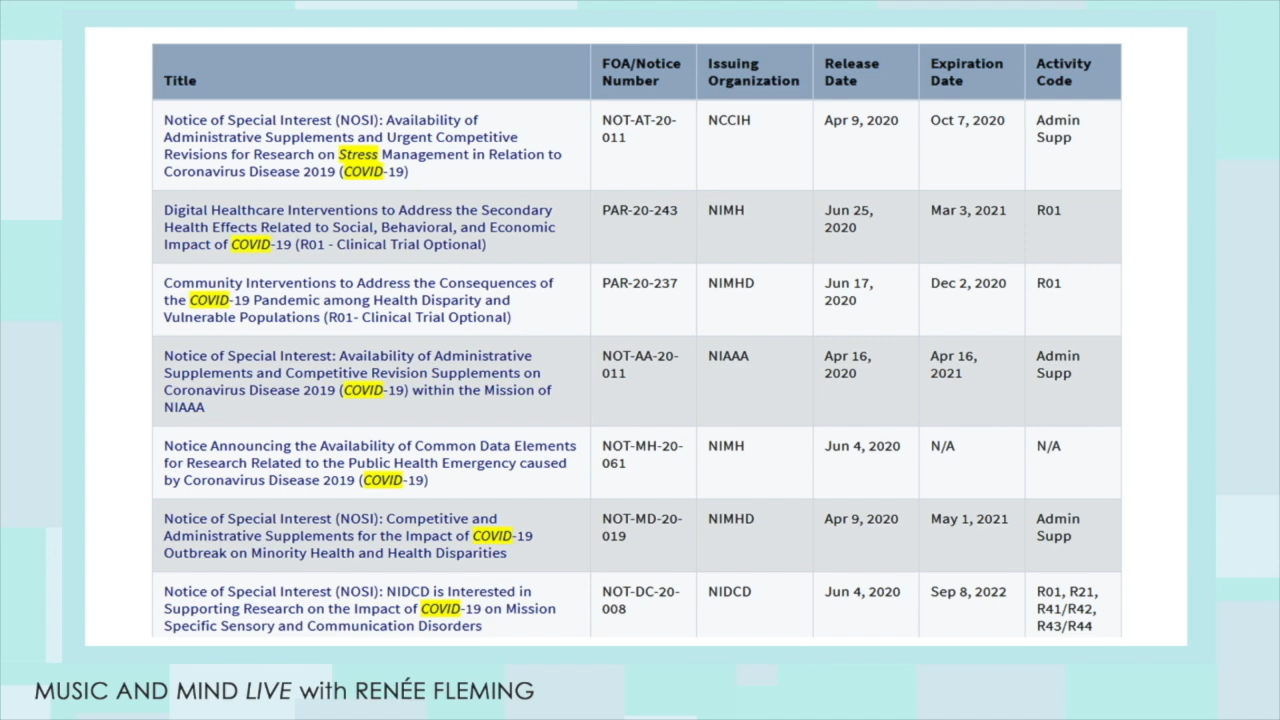 Title
FOA/Notice
Number
Issuing
Organization
Release
Date
Expiration
Date
Activity
Code
Notice of Special Interest (NOSI): Availability of
Administrative Supplements and Urgent Competitive
Revisions for Research on Stress Management in Relation to
Coronavirus Disease 2019 (COVID-19)
NOT-AT-20-
011
NCCIH
Apr 9, 2020
Oct 7, 2020
Admin
Supp
Digital Healthcare Interventions to Address the Secondary
Health Effects Related to Social, Behavioral, and Economic
Impact of COVID-19 (R01 - Clinical Trial Optional)
PAR-20-243
NIMH
Jun 25,
2020
Mar 3, 2021
R01
Community Interventions to Address the Consequences of
the COVID-19 Pandemic among Health Disparity and
Vulnerable Populations (R01- Clinical Trial Optional)
PAR-20-237
NIMHD
Jun 17,
2020
Dec 2, 2020
R01
Notice of Special Interest: Availability of Administrative
Supplements and Competitive Revision Supplements on
Coronavirus Disease 2019 (COVID-19) within the Mission of
NIAAA
NOT-AA-20-
011
NIAAA
Apr 16,
2020
Apr 16,
2021
Admin
Supp
Notice Announcing the Availability of Common Data Elements
for Research Related to the Public Health Emergency caused
by Coronavirus Disease 2019 (COVID-19)
NOT-MH-20-
061
NIMH
Jun 4, 2020
N/A
N/A
Notice of Special Interest (NOSI): Competitive and
Administrative Supplements for the Impact of COVID-19
Outbreak on Minority Health and Health Disparities
NOT-MD-20-
019
NIMHD
Apr 9, 2020
May 1, 2021
Admin
Supp
Notice of Special Interest (NOSI): NIDCD is Interested in
Supporting Research on the Impact of COVID-19 on Mission
Specific Sensory and Communication Disorders
NOT-DC-20-
008
NIDCD
Jun 4, 2020
Sep 8, 2022
R01, R21,
R41/R42,
R43/R44
MUSIC AND MIND LIVE with RENÉE FLEMING